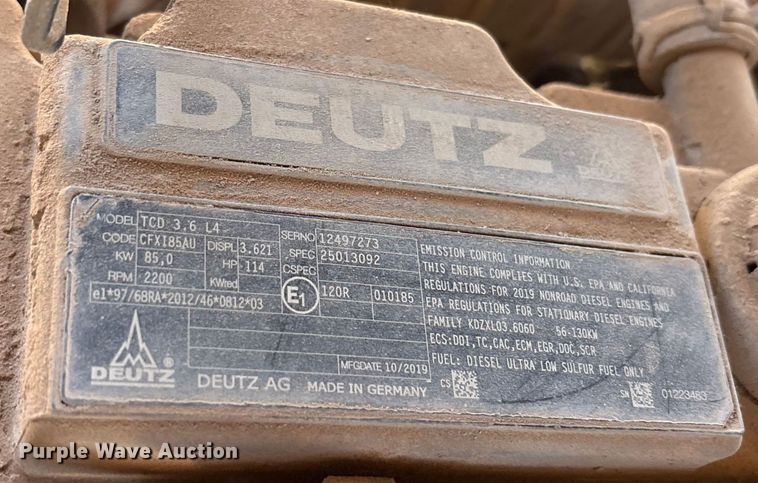 DEUTZ
MODEL TCD 3.6 L4
CODE CFXI85AU DISPL 3.621
KW 85,0 HP 114
RPM 2200 KWred
e1*97/68RA*2012/46*0812*03
SERNO 12497273
SPEC 25013092
CSPEC
E1 120R 010185
MFGDATE 10/2019
DEUTZ ®
DEUTZ AG MADE IN GERMANY
EMISSION CONTROL INFORMATION
THIS ENGINE COMPLIES WITH U.S. EPA AND CALIFORNIA
REGULATIONS FOR 2019 NONROAD DIESEL ENGINES AND
EPA REGULATIONS FOR STATIONARY DIESEL ENGINES
FAMILY KDZXL03.6060 56-130KW
ECS:DDI,TC,CAC,ECM,EGR,DOC,SCR
FUEL: DIESEL ULTRA LOW SULFUR FUEL ONLY
CS
SN 01223483
Purple Wave Auction